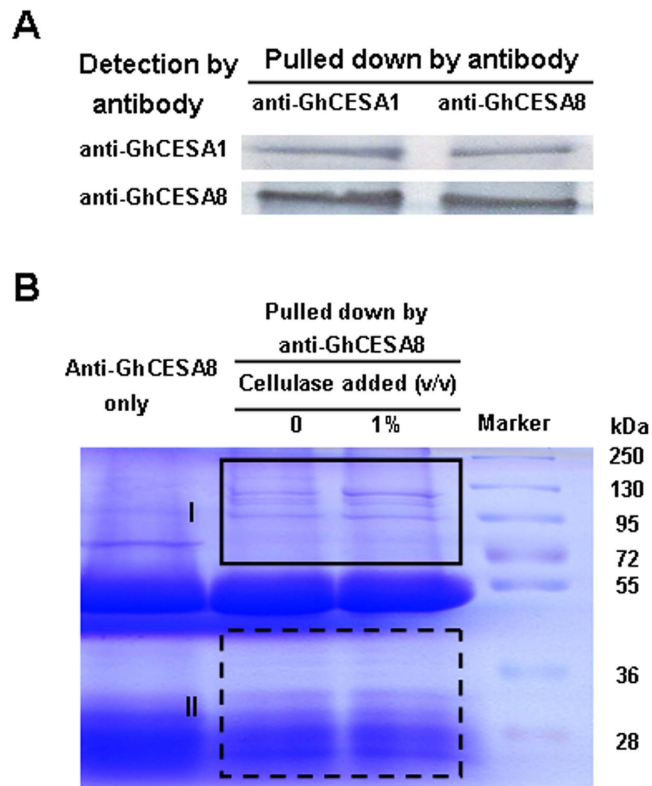 A
Detection by antibody
Pulled down by antibody
anti-GhCESA1 anti-GhCESA8
anti-GhCESA1
anti-GhCESA8
B
Anti-GhCESA8 only
Pulled down by
anti-GhCESA8
Cellulase added (v/v)
0 1% Marker kDa
250
130
95
72
55
36
28
I
II